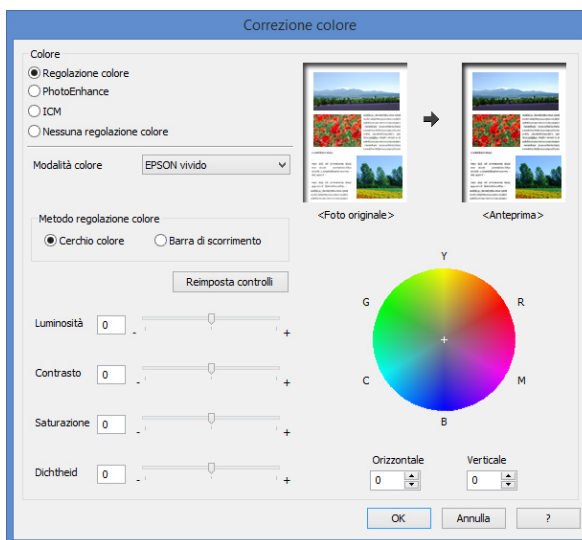 Correzione colore
Colore
Regolazione colore
PhotoEnhance
ICM
Nessuna regolazione colore
Modalità colore
EPSON vivido
<Foto originale>
<Anteprima>
Metodo regolazione colore
Cerchio colore
Barra di scorrimento
Reimposta controlli
Luminosità 0 - +
Contrasto 0 - +
Saturazione 0 - +
Dichtheid 0 - +
Y
G
R
C
M
B
Orizzontale
Verticale
0
0
OK
Annulla
?